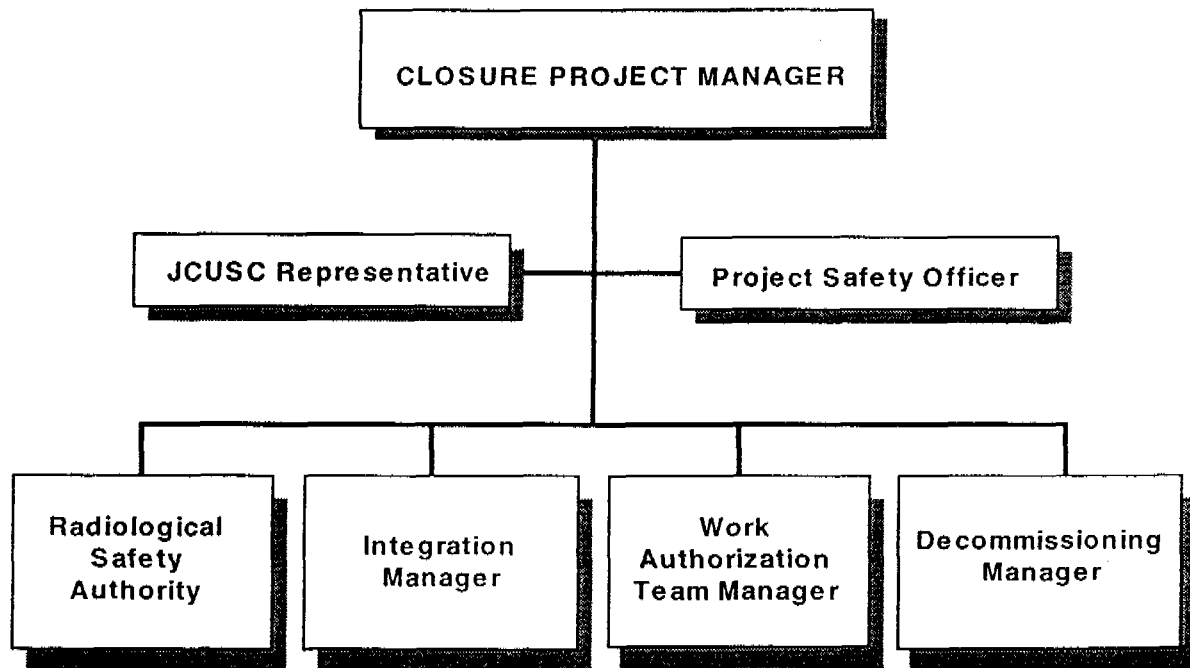 CLOSURE PROJECT MANAGER
JCUSC Representative
Project Safety Officer
Radiological
Safety
Authority
Integration
Manager
Work
Authorization
Team Manager
Decommissioning
Manager